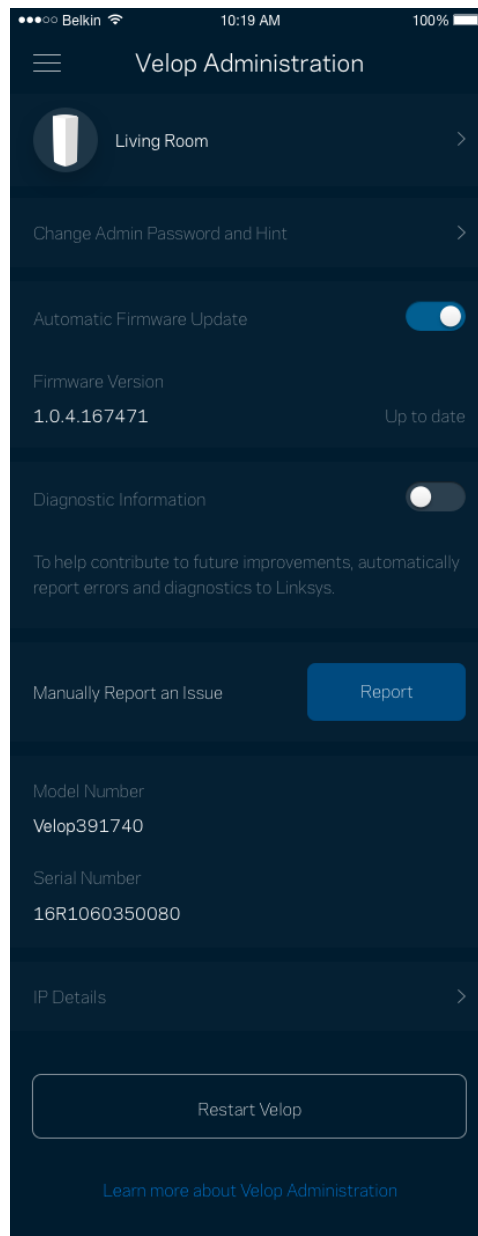 ●●●○○ Belkin 10:19 AM 100%
Velop Administration
Living Room
Change Admin Password and Hint
Automatic Firmware Update
Firmware Version
1.0.4.167471 Up to date
Diagnostic Information
To help contribute to future improvements, automatically
report errors and diagnostics to Linksys.
Manually Report an Issue Report
Model Number
Velop391740
Serial Number
16R1060350080
IP Details
Restart Velop
Learn more about Velop Administration